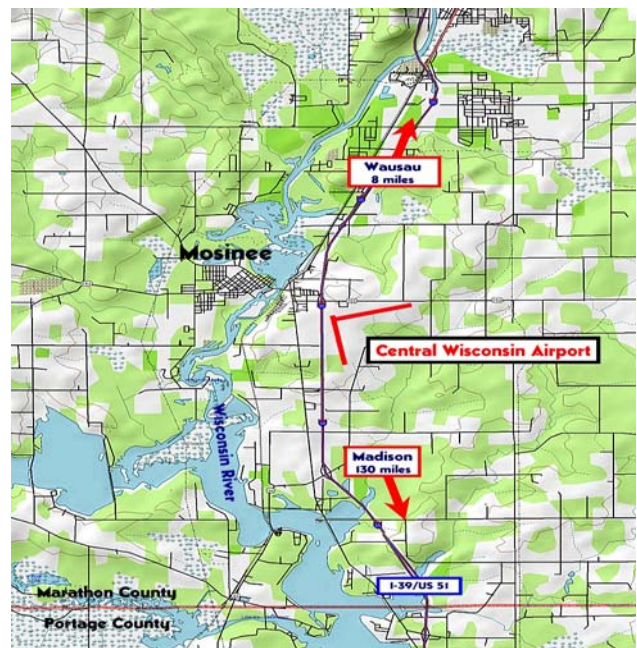 Wausau
8 miles
Mosinee
Central Wisconsin Airport
Wisconsin River
Madison
130 miles
I-39/US 51
Marathon County
Portage County